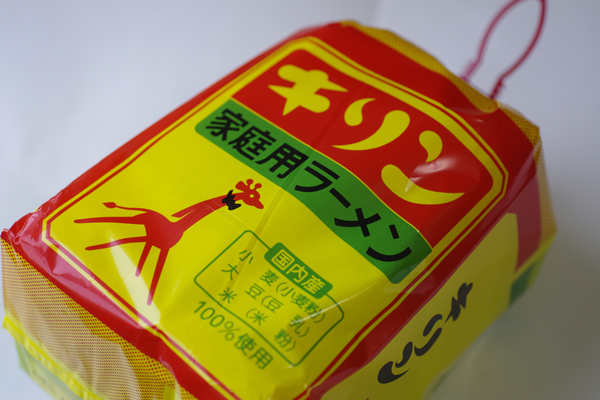 キリン
家庭用ラーメン
国内産
小麦(小麦粉)
大豆(豆乳)
米(米粉)
100%使用
キリン